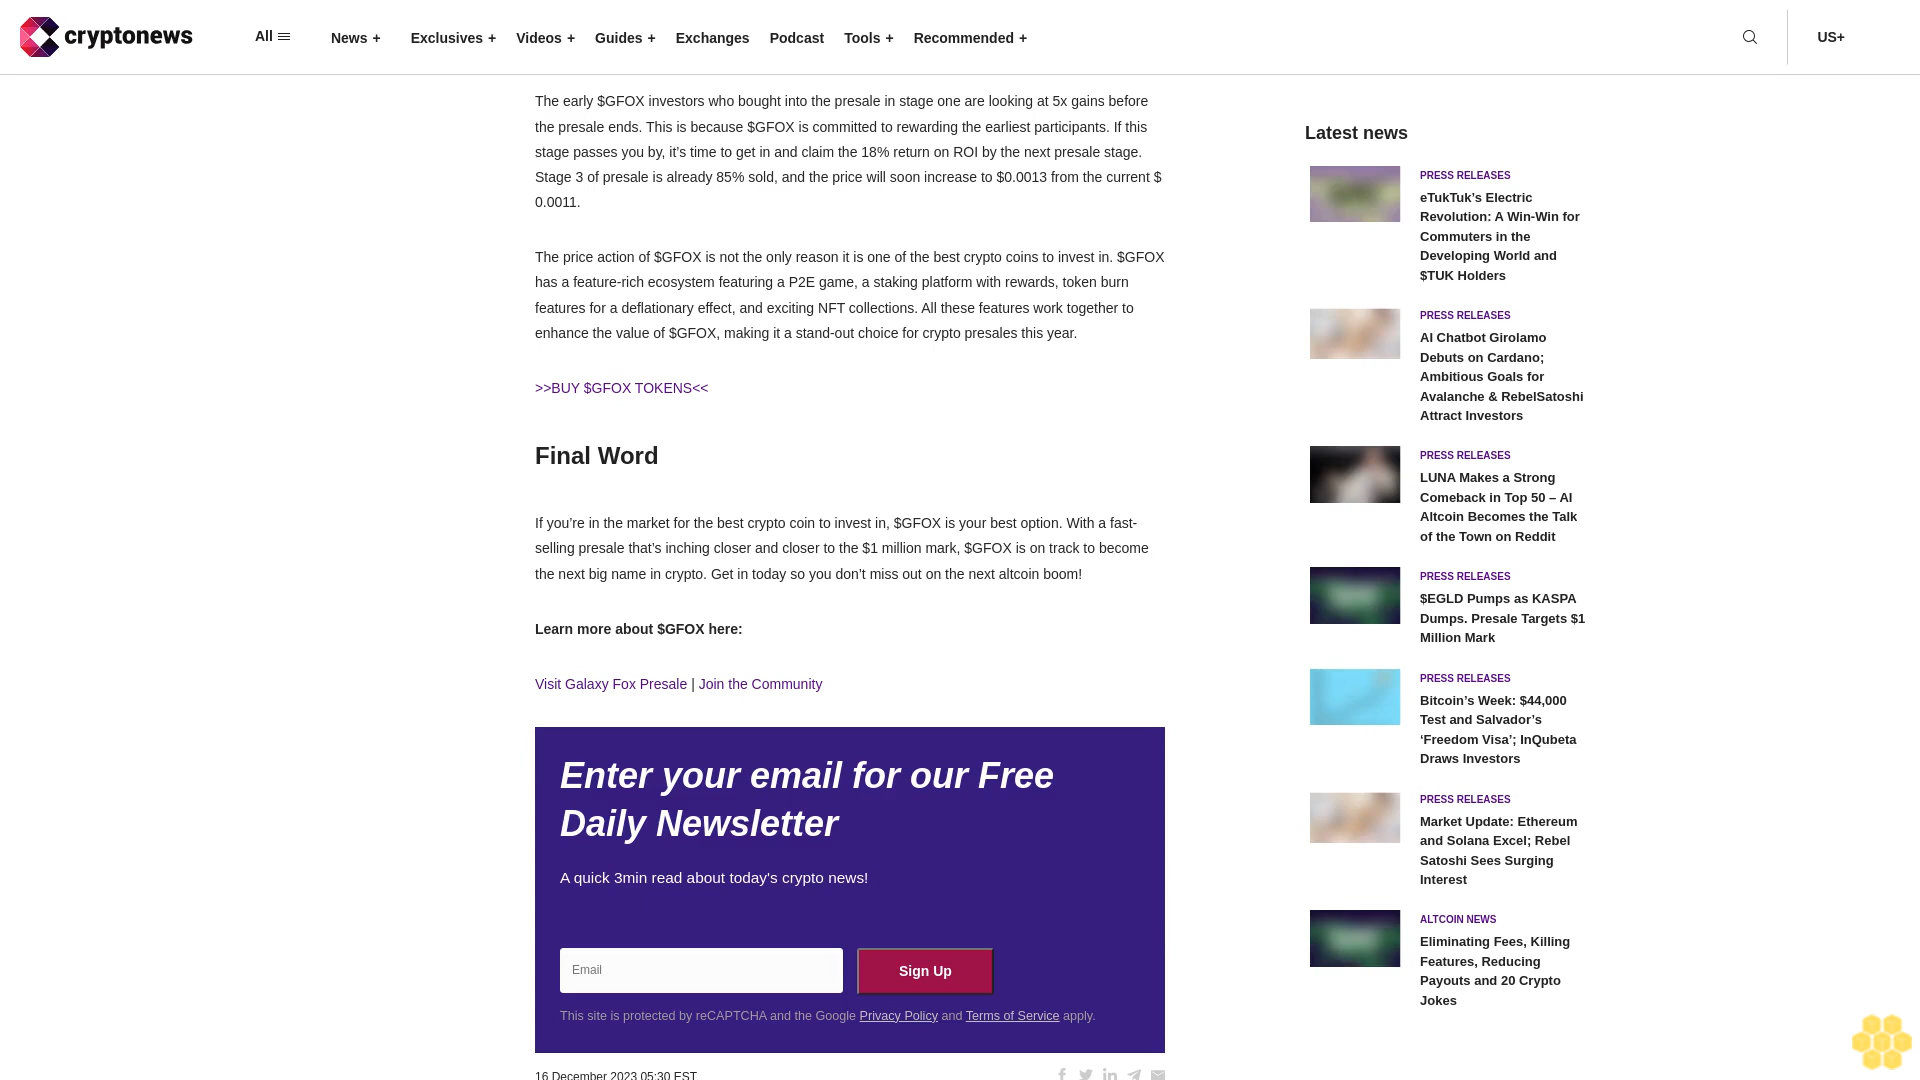 cryptonews
All
News +
Exclusives +
Videos +
Guides +
Exchanges
Podcast
Tools +
Recommended +
US+
The early $GFOX investors who bought into the presale in stage one are looking at 5x gains before
the presale ends. This is because $GFOX is committed to rewarding the earliest participants. If this
stage passes you by, it’s time to get in and claim the 18% return on ROI by the next presale stage.
Stage 3 of presale is already 85% sold, and the price will soon increase to $0.0013 from the current $
0.0011.
The price action of $GFOX is not the only reason it is one of the best crypto coins to invest in. $GFOX
has a feature-rich ecosystem featuring a P2E game, a staking platform with rewards, token burn
features for a deflationary effect, and exciting NFT collections. All these features work together to
enhance the value of $GFOX, making it a stand-out choice for crypto presales this year.
>>BUY $GFOX TOKENS<<
Final Word
If you’re in the market for the best crypto coin to invest in, $GFOX is your best option. With a fast-
selling presale that’s inching closer and closer to the $1 million mark, $GFOX is on track to become
the next big name in crypto. Get in today so you don’t miss out on the next altcoin boom!
Learn more about $GFOX here:
Visit Galaxy Fox Presale | Join the Community
Enter your email for our Free
Daily Newsletter
A quick 3min read about today's crypto news!
Email
Sign Up
This site is protected by reCAPTCHA and the Google Privacy Policy and Terms of Service apply.
16 December 2023 05:30 EST
Latest news
PRESS RELEASES
eTukTuk’s Electric
Revolution: A Win-Win for
Commuters in the
Developing World and
$TUK Holders
PRESS RELEASES
AI Chatbot Girolamo
Debuts on Cardano;
Ambitious Goals for
Avalanche & RebelSatoshi
Attract Investors
PRESS RELEASES
LUNA Makes a Strong
Comeback in Top 50 – AI
Altcoin Becomes the Talk
of the Town on Reddit
PRESS RELEASES
$EGLD Pumps as KASPA
Dumps. Presale Targets $1
Million Mark
PRESS RELEASES
Bitcoin’s Week: $44,000
Test and Salvador’s
‘Freedom Visa’; InQubeta
Draws Investors
PRESS RELEASES
Market Update: Ethereum
and Solana Excel; Rebel
Satoshi Sees Surging
Interest
ALTCOIN NEWS
Eliminating Fees, Killing
Features, Reducing
Payouts and 20 Crypto
Jokes